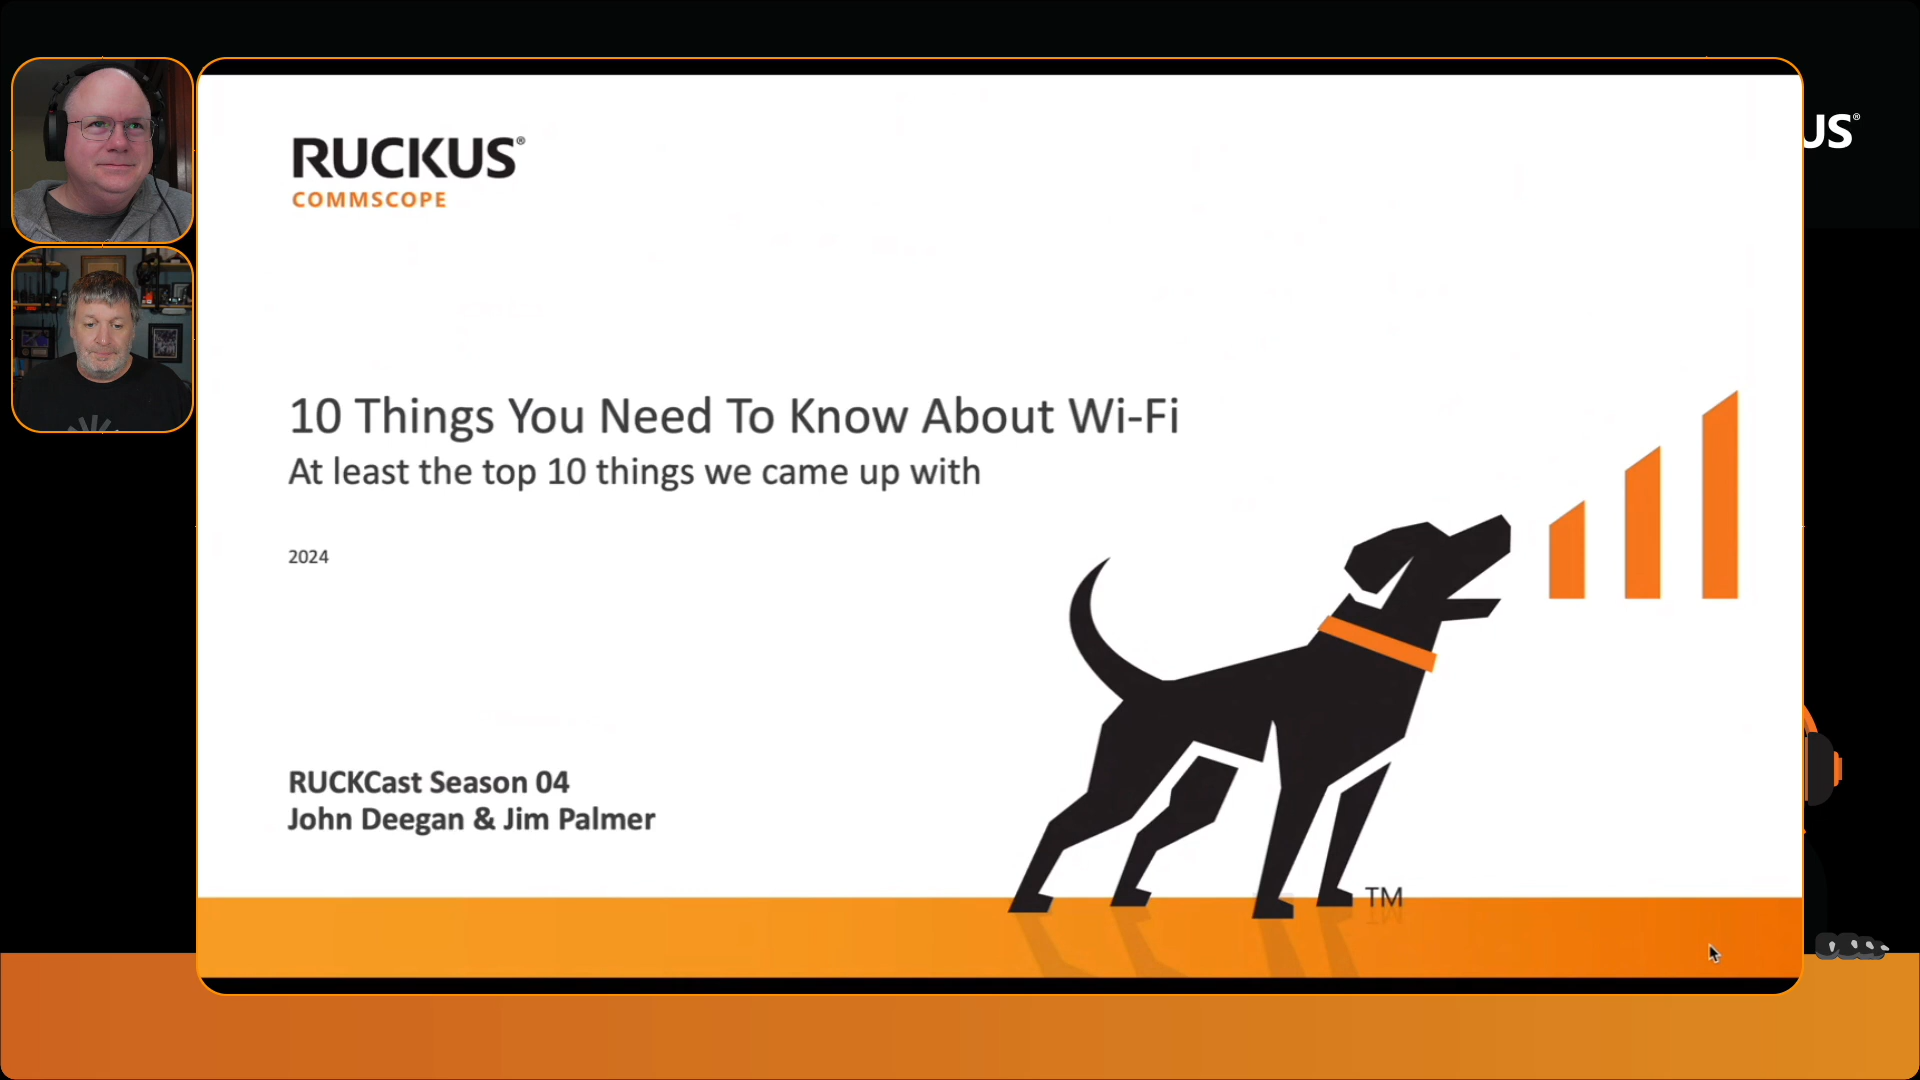 RUCKUS®
COMMSCOPE
US®
10 Things You Need To Know About Wi-Fi
At least the top 10 things we came up with
2024
RUCKCast Season 04
John Deegan & Jim Palmer
TM